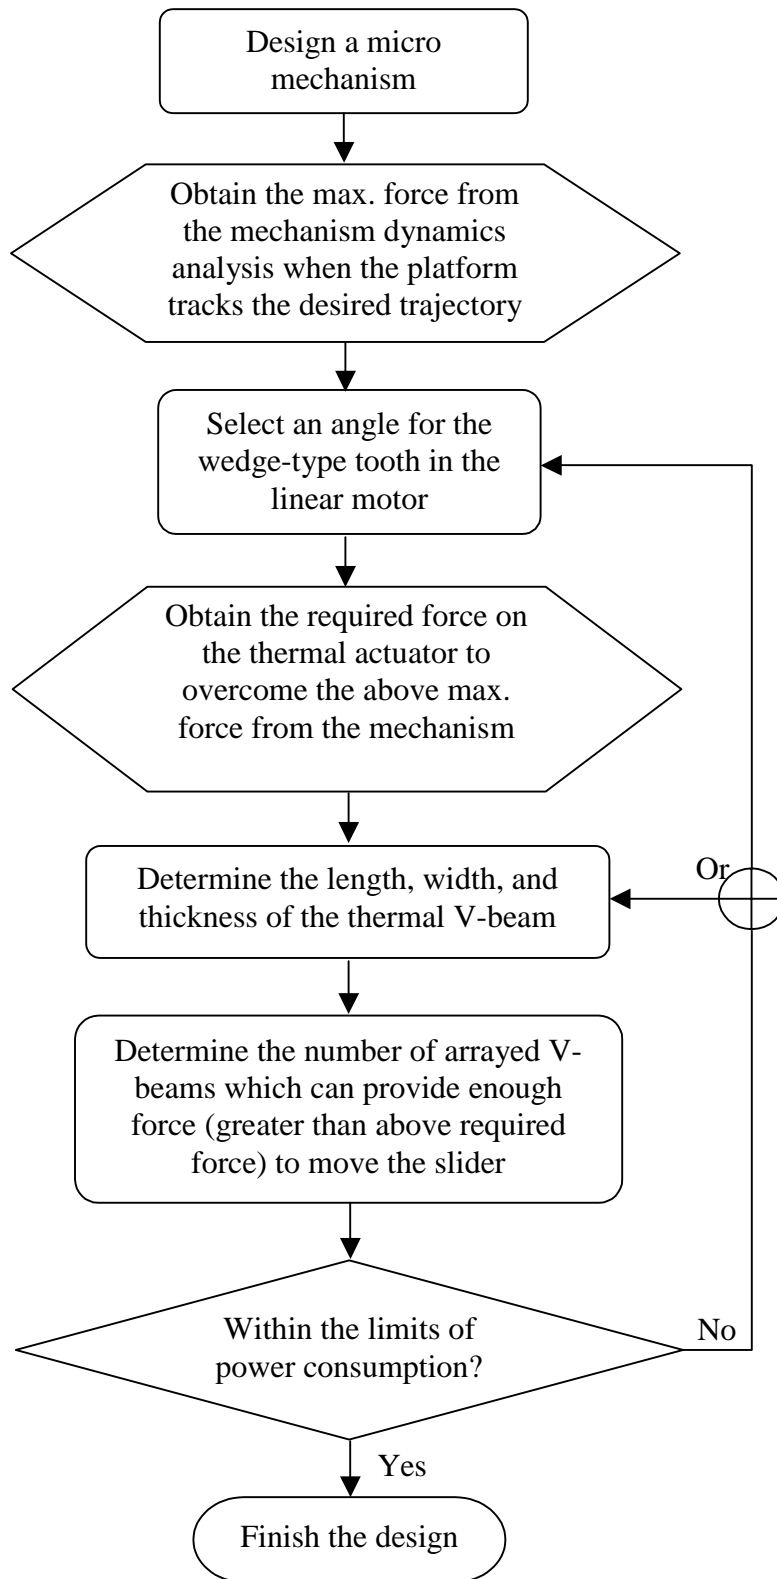 Design a micro
mechanism
Obtain the max. force from
the mechanism dynamics
analysis when the platform
tracks the desired trajectory
Select an angle for the
wedge-type tooth in the
linear motor
Obtain the required force on
the thermal actuator to
overcome the above max.
force from the mechanism
Or
Determine the length, width, and
thickness of the thermal V-beam
Determine the number of arrayed V-
beams which can provide enough
force (greater than above required
force) to move the slider
Within the limits of
power consumption?
No
Yes
Finish the design